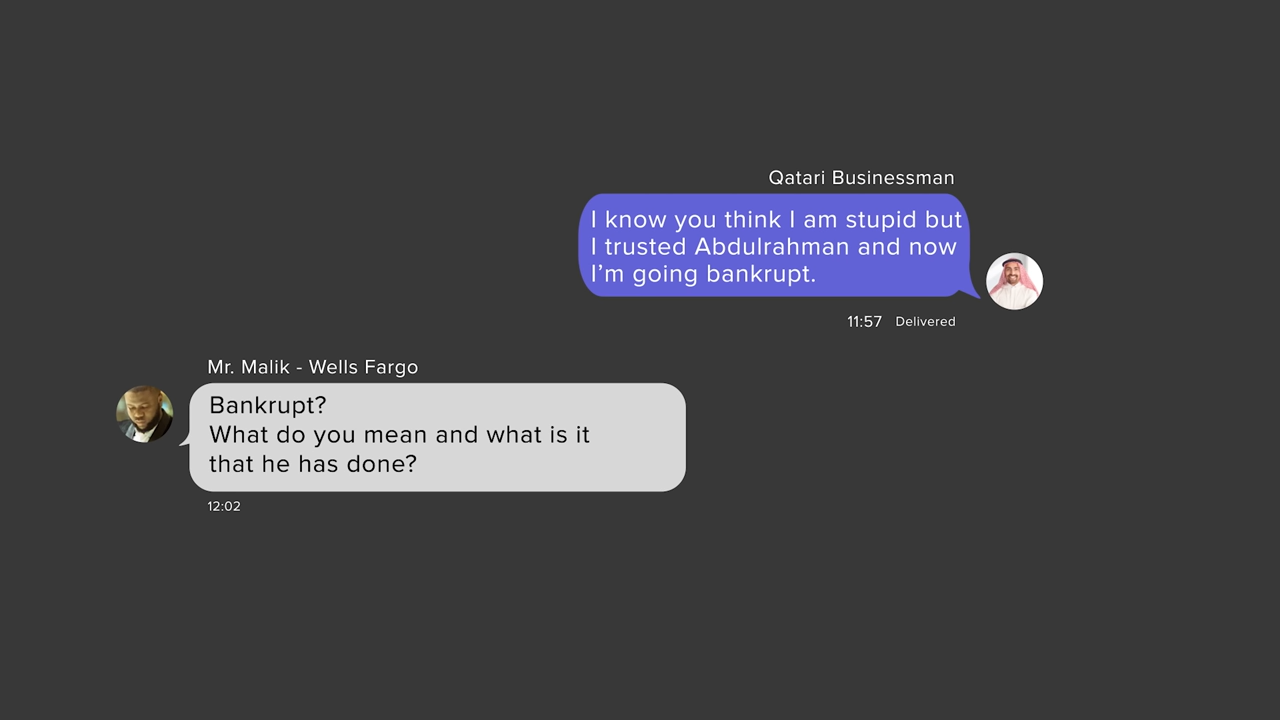 Qatari Businessman
I know you think I am stupid but
I trusted Abdulrahman and now
I’m going bankrupt.
11:57 Delivered
Mr. Malik - Wells Fargo
Bankrupt?
What do you mean and what is it
that he has done?
12:02